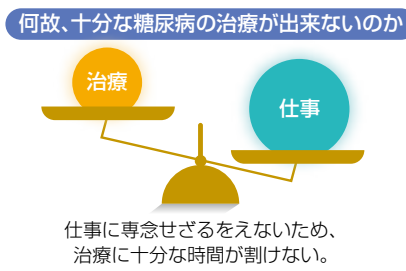 何故、十分な糖尿病の治療が出来ないのか
治療
仕事
仕事に専念せざるをえないため、
治療に十分な時間が割けない。